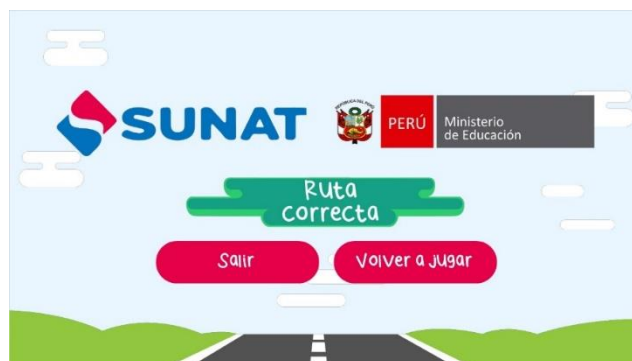 SUNAT
PERÚ
Ministerio
de Educación
Ruta
correcta
Salir
Volver a jugar